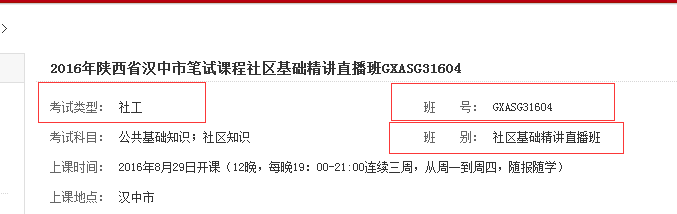 2016年陕西省汉中市笔试课程社区基础精讲直播班GXASG31604
考试类型： 社工 班 号： GXASG31604
考试科目： 公共基础知识；社区知识 班 别： 社区基础精讲直播班
上课时间： 2016年8月29日开课（12晚，每晚19：00-21:00连续三周，从周一到周四，随报随学）
上课地点： 汉中市